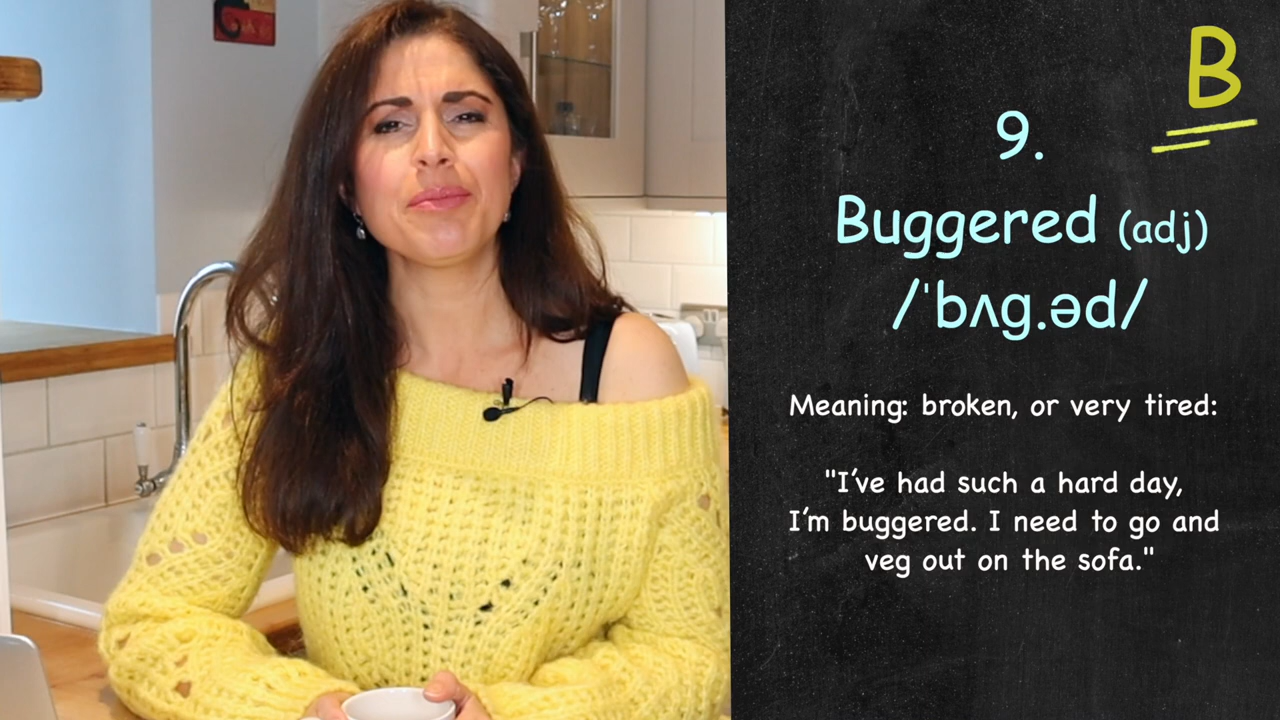 B
9.
Buggered (adj)
/ˈbʌg.əd/
Meaning: broken, or very tired:
"I've had such a hard day,
I'm buggered. I need to go and
veg out on the sofa."